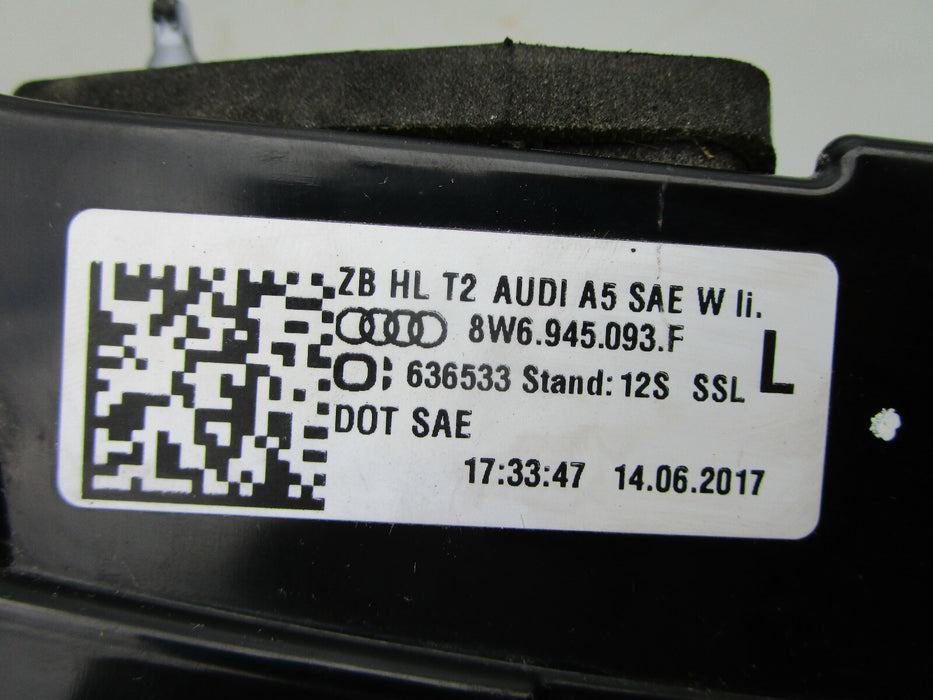 ZB HL T2 AUDI A5 SAE W li.
8W6.945.093.F
L
636533 Stand: 12S SSL
DOT SAE
17:33:47 14.06.2017